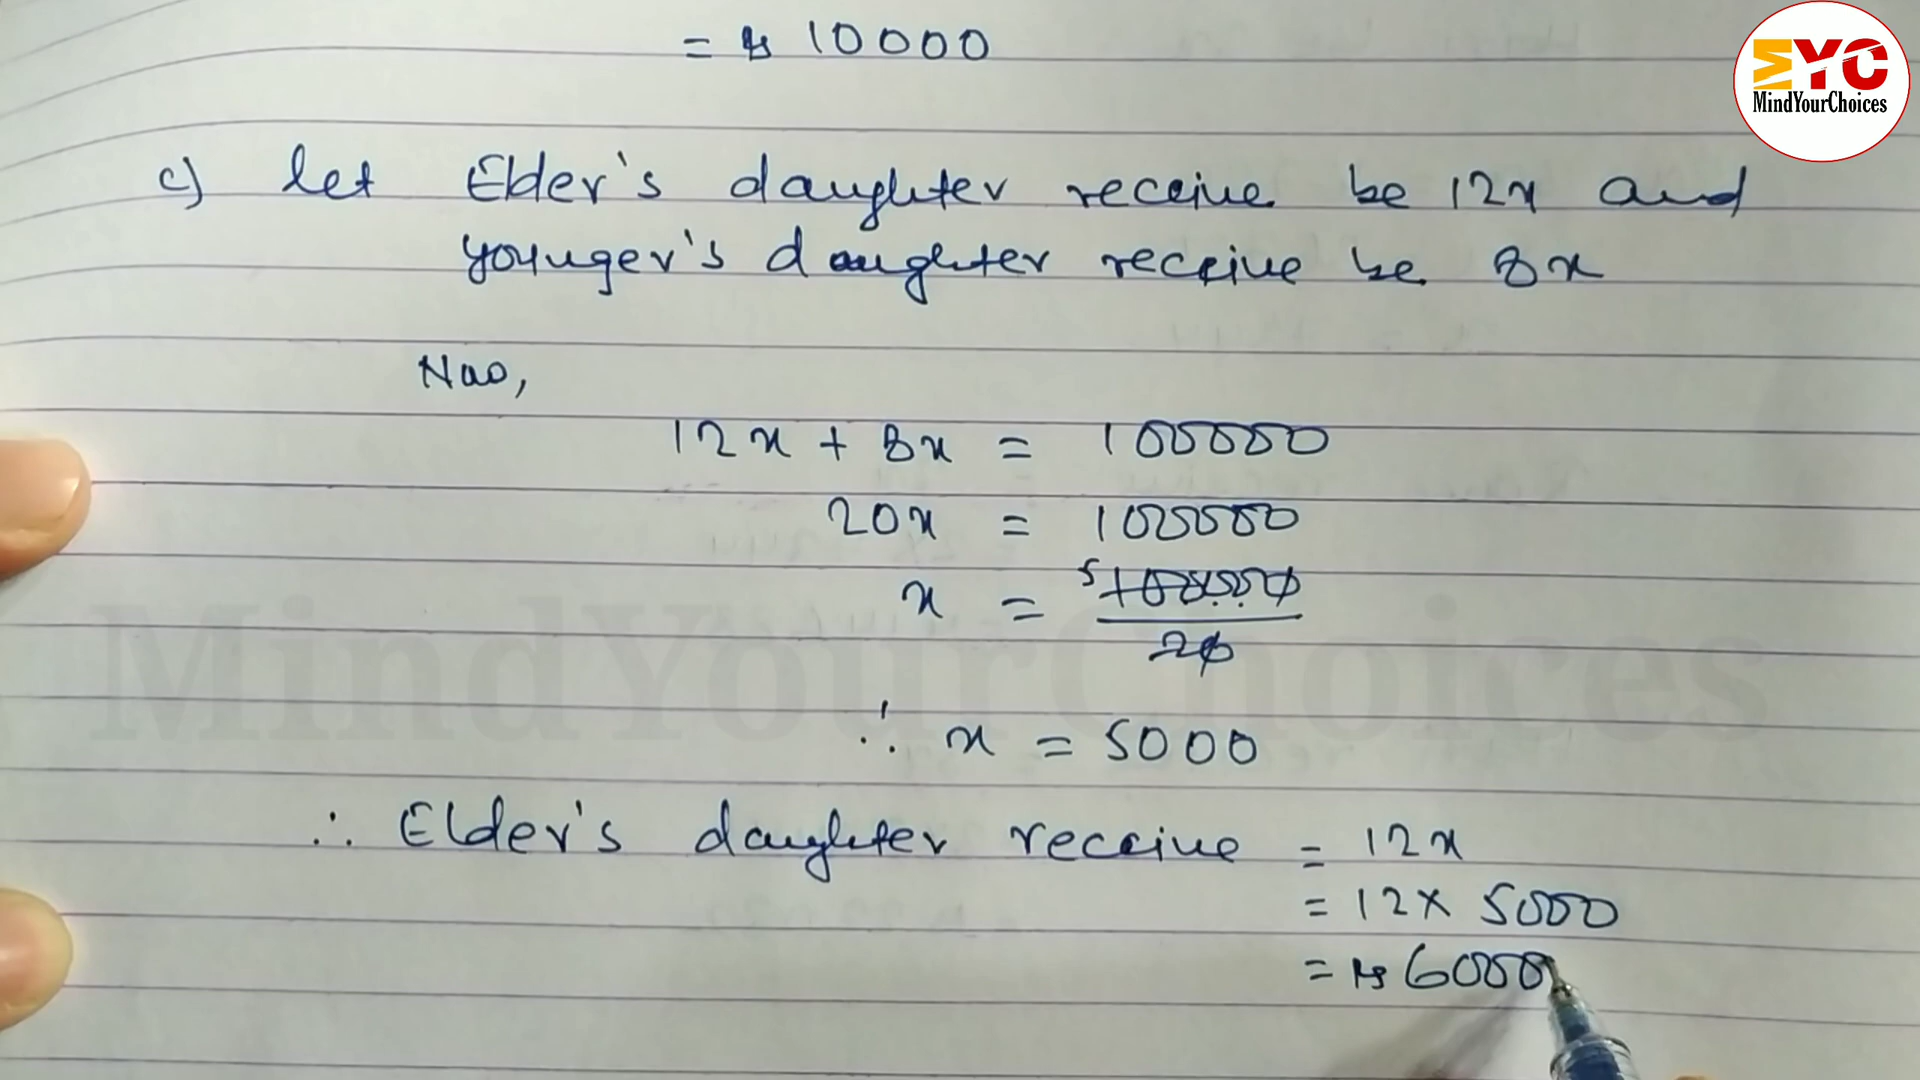 = Rs 10000
MYC
MindYourChoices
c) let Elder's daughter receive be 12x and
younger's daughter receive be 8x
Now,
12x + 8x = 100000
20x = 100000
x = 5 100000
20
∴ x = 5000
MindYourChoices
∴ Elder's daughter receive = 12x
= 12 × 5000
= Rs 6000